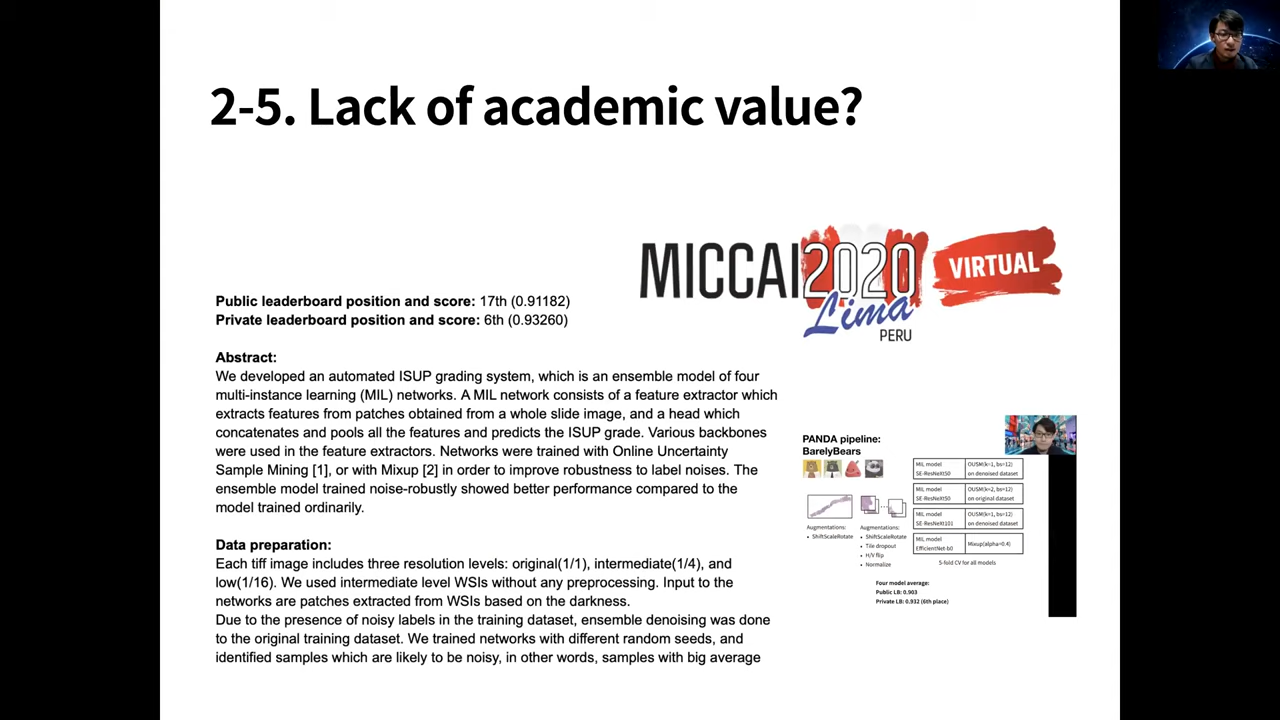 2-5. Lack of academic value?
MICCAI2020
Lima
PERU
VIRTUAL
Public leaderboard position and score: 17th (0.91182)
Private leaderboard position and score: 6th (0.93260)
Abstract:
We developed an automated ISUP grading system, which is an ensemble model of four
multi-instance learning (MIL) networks. A MIL network consists of a feature extractor which
extracts features from patches obtained from a whole slide image, and a head which
concatenates and pools all the features and predicts the ISUP grade. Various backbones
were used in the feature extractors. Networks were trained with Online Uncertainty
Sample Mining [1], or with Mixup [2] in order to improve robustness to label noises. The
ensemble model trained noise-robustly showed better performance compared to the
model trained ordinarily.
Data preparation:
Each tiff image includes three resolution levels: original(1/1), intermediate(1/4), and
low(1/16). We used intermediate level WSIs without any preprocessing. Input to the
networks are patches extracted from WSIs based on the darkness.
Due to the presence of noisy labels in the training dataset, ensemble denoising was done
to the original training dataset. We trained networks with different random seeds, and
identified samples which are likely to be noisy, in other words, samples with big average
PANDA pipeline:
BarelyBears
Augmentations:
• ShiftScaleRotate
Augmentations:
• ShiftScaleRotate
• Tile dropout
• H/V flip
• Normalize
MIL model
SE-ResNeXt50
OUSM(k=1, bs=12)
on denoised dataset
MIL model
SE-ResNeXt50
OUSM(k=2, bs=12)
on original dataset
MIL model
SE-ResNeXt101
OUSM(k=1, bs=12)
on denoised dataset
MIL model
EfficientNet-b0
Mixup(alpha=0.4)
5-fold CV for all models
Four model average:
Public LB: 0.903
Private LB: 0.932 (6th place)